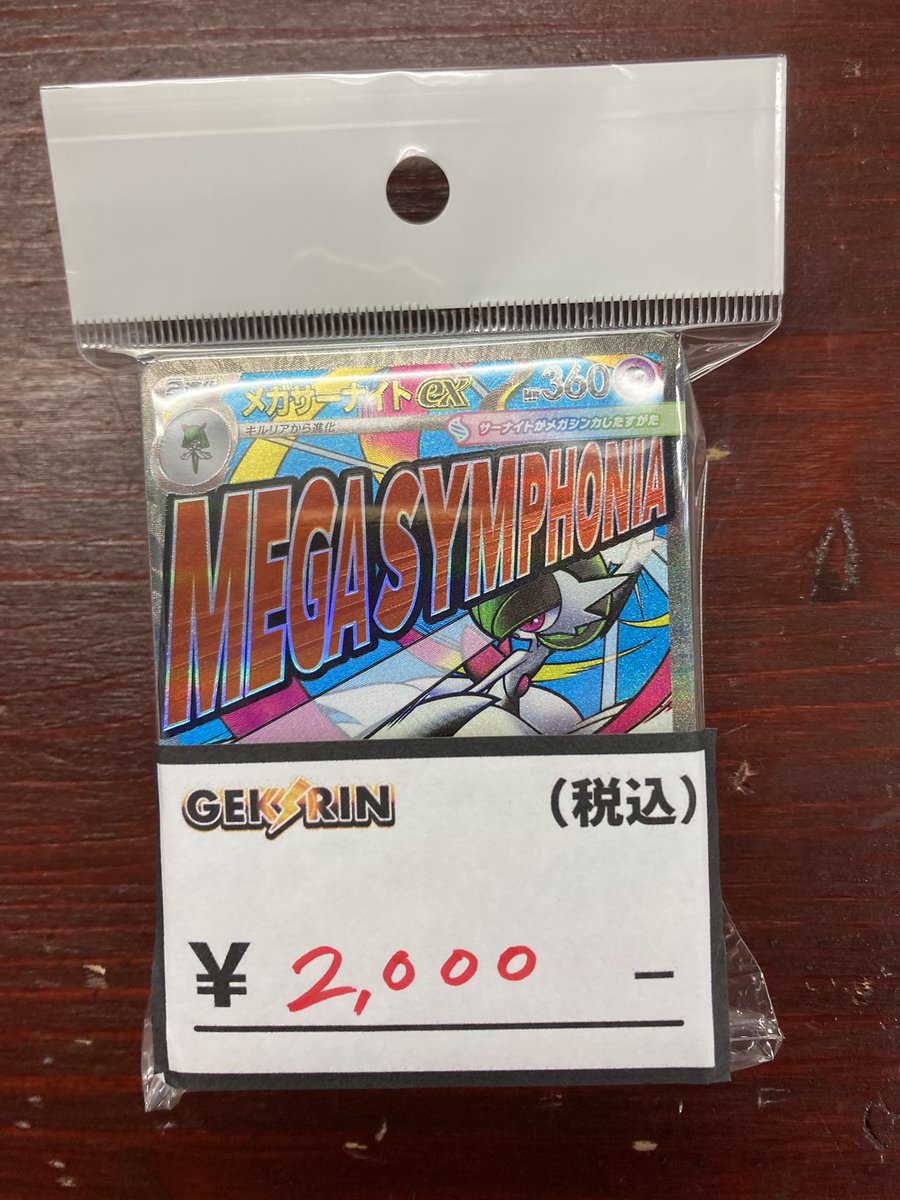 メガサーナイトex HP 360
キルリアから進化
サーナイトがメガシンカしたすがた
MEGASYMPHONIA
GEKIRIN
(税込)
¥ 2,000 −